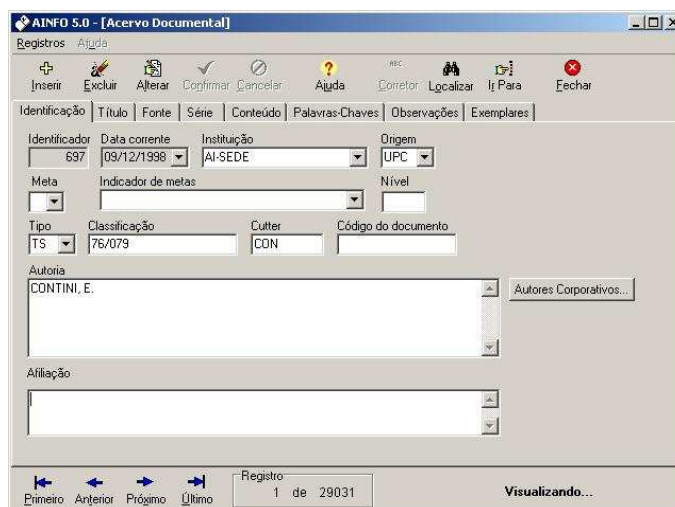 AINFO 5.0 - [Acervo Documental]
Registros Ajuda
Inserir Excluir Alterar Confirmar Cancelar Ajuda ABC Corretor Localizar Ir Para Fechar
Identificação Título Fonte Série Conteúdo Palavras-Chaves Observações Exemplares
Identificador Data corrente Instituição Origem
697 09/12/1998 AI-SEDE UPC
Meta Indicador de metas Nível
Tipo Classificação Cutter Código do documento
TS 76/079 CON
Autoria
CONTINI, E.
Autores Corporativos...
Afiliação
Registro
Primeiro Anterior Próximo Último 1 de 29031 Visualizando...